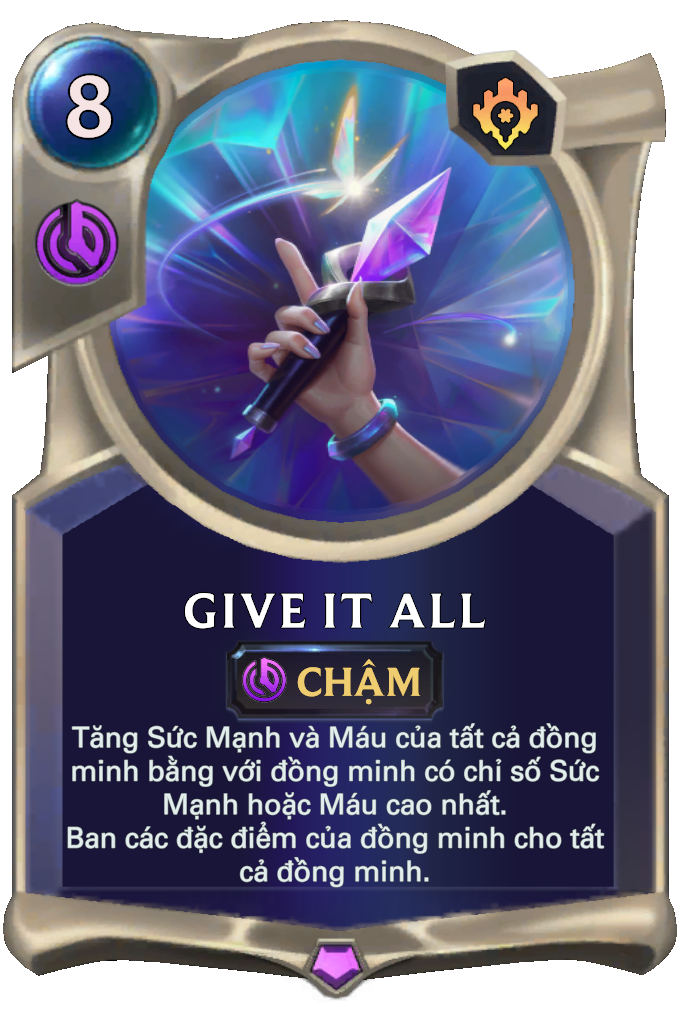 8
GIVE IT ALL
CHẬM
Tăng Sức Mạnh và Máu của tất cả đồng
minh bằng với đồng minh có chỉ số Sức
Mạnh hoặc Máu cao nhất.
Ban các đặc điểm của đồng minh cho tất
cả đồng minh.